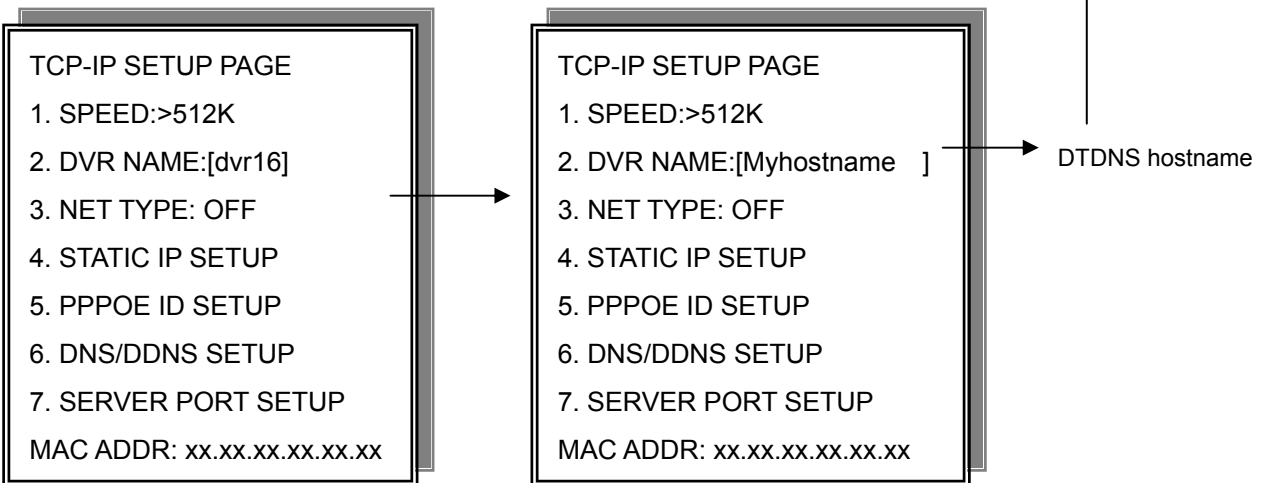 TCP-IP SETUP PAGE
1. SPEED:>512K
2. DVR NAME:[dvr16]
3. NET TYPE: OFF
4. STATIC IP SETUP
5. PPPOE ID SETUP
6. DNS/DDNS SETUP
7. SERVER PORT SETUP
MAC ADDR: xx.xx.xx.xx.xx.xx
TCP-IP SETUP PAGE
1. SPEED:>512K
2. DVR NAME:[Myhostname    ]
3. NET TYPE: OFF
4. STATIC IP SETUP
5. PPPOE ID SETUP
6. DNS/DDNS SETUP
7. SERVER PORT SETUP
MAC ADDR: xx.xx.xx.xx.xx.xx
DTDNS hostname